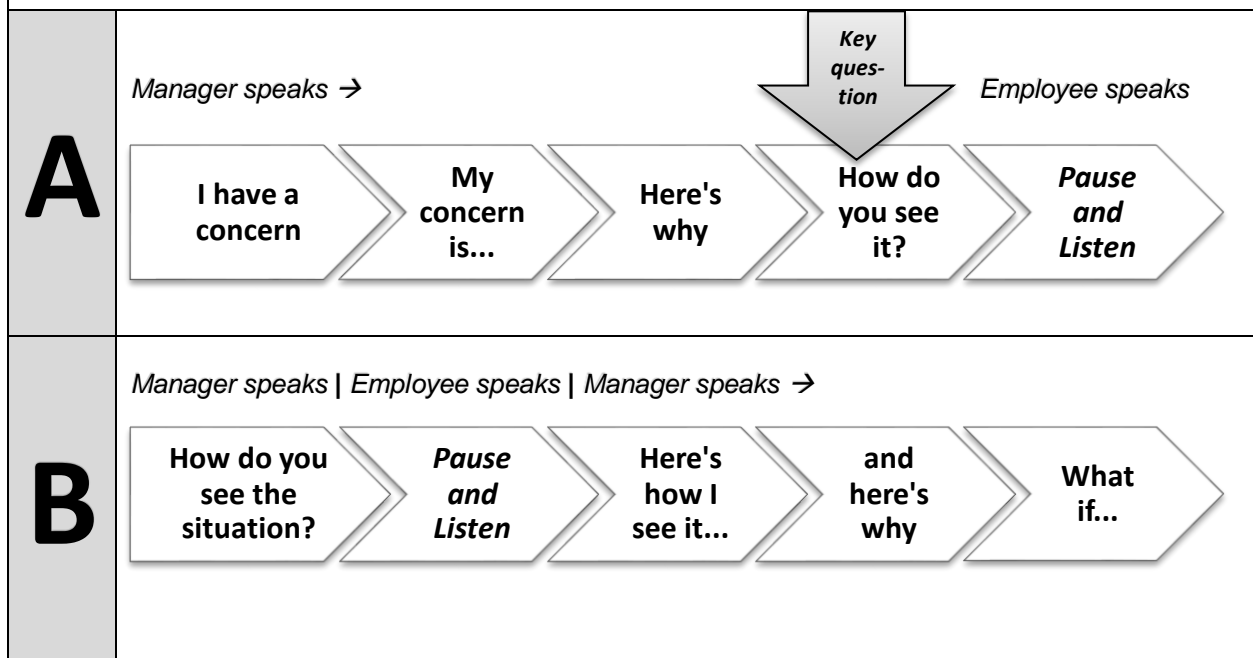 A
Manager speaks →
Key
ques-
tion
Employee speaks
I have a
concern
My
concern
is...
Here's
why
How do
you see
it?
Pause
and
Listen
B
Manager speaks | Employee speaks | Manager speaks →
How do you
see the
situation?
Pause
and
Listen
Here's
how I
see it...
and
here's
why
What
if...